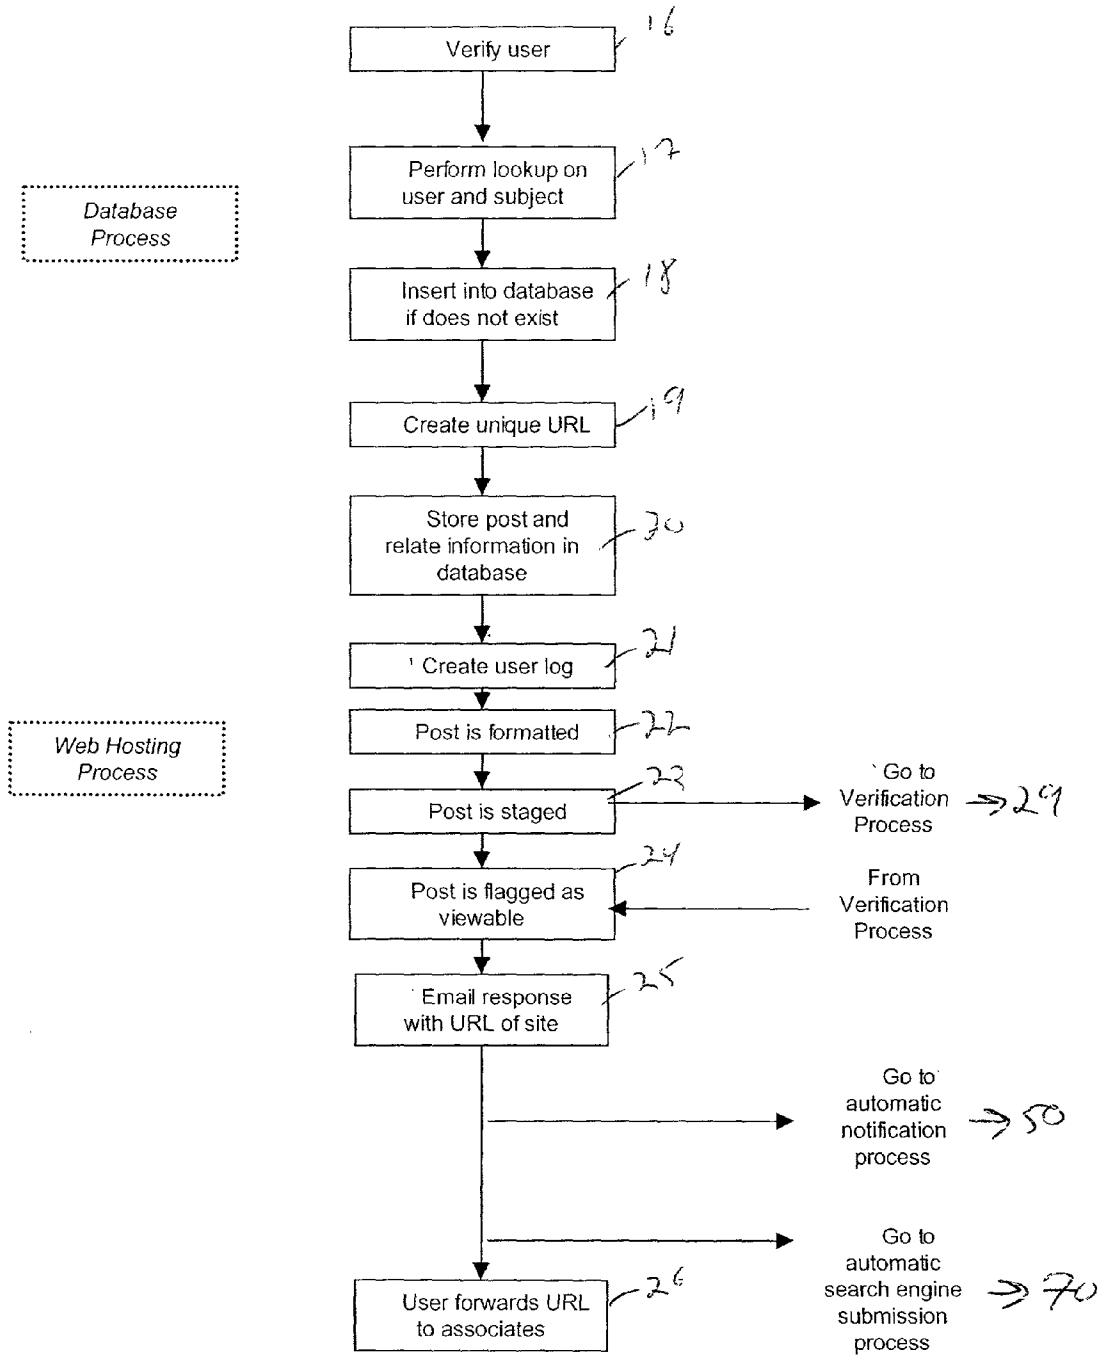 Verify user
16
Perform lookup on
user and subject
17
Database
Process
Insert into database
if does not exist
18
Create unique URL
19
Store post and
relate information in
database
20
Create user log
21
Post is formatted
22
Web Hosting
Process
Post is staged
23
Go to
Verification
Process
29
Post is flagged as
viewable
24
From
Verification
Process
Email response
with URL of site
25
Go to
automatic
notification
process
50
Go to
automatic
search engine
submission
process
70
User forwards URL
to associates
26